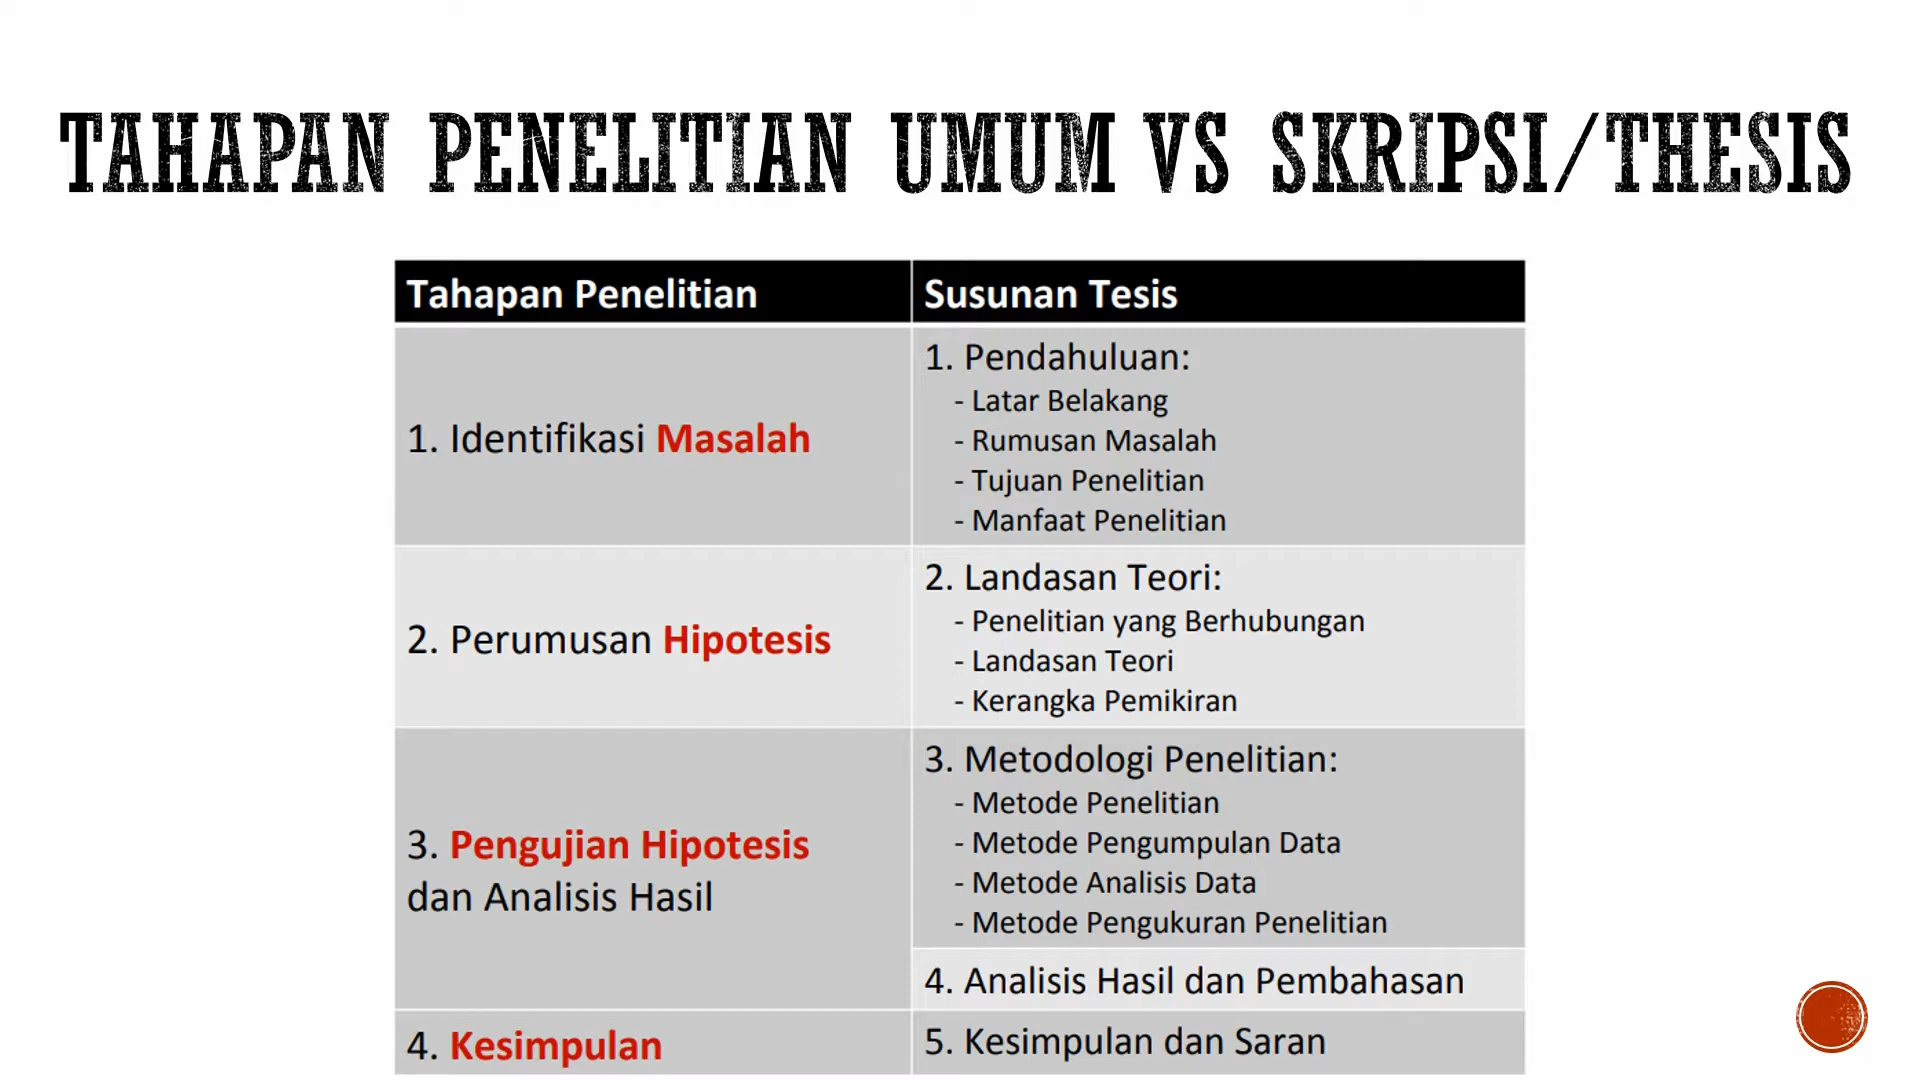 TAHAPAN PENELITIAN UMUM VS SKRIPSI/THESIS
Tahapan Penelitian
Susunan Tesis
1. Identifikasi Masalah
1. Pendahuluan:
- Latar Belakang
- Rumusan Masalah
- Tujuan Penelitian
- Manfaat Penelitian
2. Perumusan Hipotesis
2. Landasan Teori:
- Penelitian yang Berhubungan
- Landasan Teori
- Kerangka Pemikiran
3. Pengujian Hipotesis
dan Analisis Hasil
3. Metodologi Penelitian:
- Metode Penelitian
- Metode Pengumpulan Data
- Metode Analisis Data
- Metode Pengukuran Penelitian
4. Analisis Hasil dan Pembahasan
4. Kesimpulan
5. Kesimpulan dan Saran